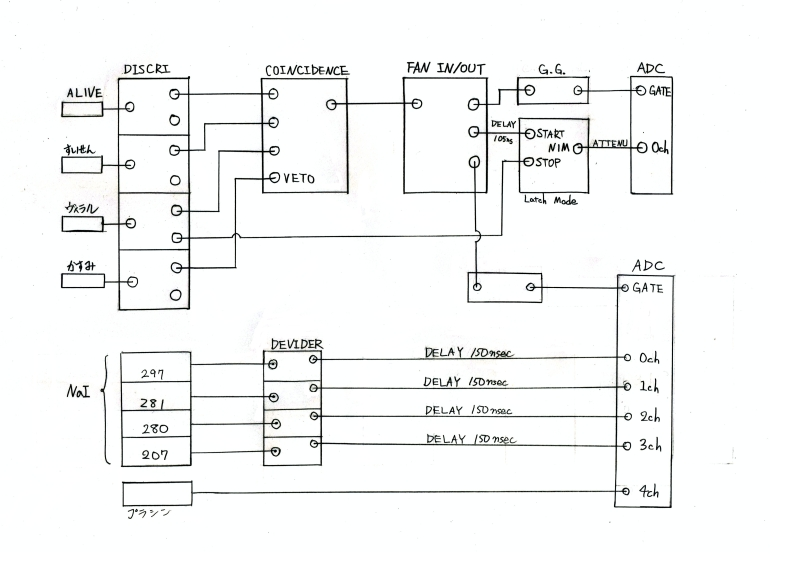 DISCRI
COINCIDENCE
FAN IN/OUT
G.G.
ADC
ALIVE
GATE
すいせん
DELAY
105ns
START
NIM
ATTENU
0ch
STOP
VETO
Latch Mode
ヴェラル
かすみ
ADC
GATE
DEVIDER
NaI
297
DELAY 150nsec
0ch
281
DELAY 150nsec
1ch
280
DELAY 150nsec
2ch
207
DELAY 150nsec
3ch
4ch
プラシン